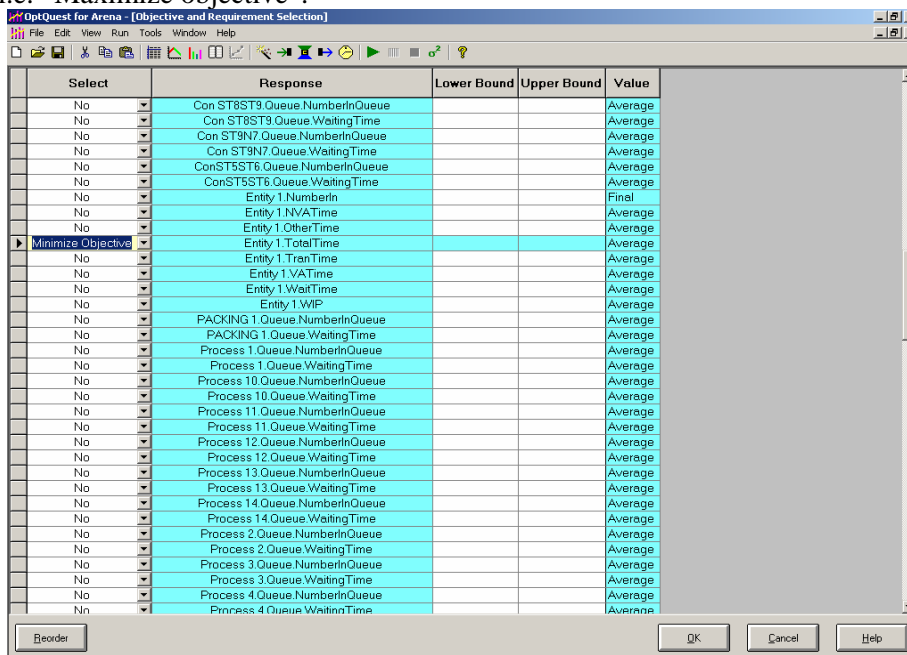 i.e. "Maximize objective".
OptQuest for Arena - [Objective and Requirement Selection]
File Edit View Run Tools Window Help
Select Response Lower Bound Upper Bound Value
No Con ST8ST9.Queue.NumberInQueue Average
No Con ST8ST9.Queue.WaitingTime Average
No Con ST9N7.Queue.NumberInQueue Average
No Con ST9N7.Queue.WaitingTime Average
No ConST5ST6.Queue.NumberInQueue Average
No ConST5ST6.Queue.WaitingTime Average
No Entity 1.NumberIn Final
No Entity 1.NVATime Average
No Entity 1.OtherTime Average
Minimize Objective Entity 1.TotalTime Average
No Entity 1.TranTime Average
No Entity 1.VATime Average
No Entity 1.WaitTime Average
No Entity 1.WIP Average
No PACKING 1.Queue.NumberInQueue Average
No PACKING 1.Queue.WaitingTime Average
No Process 1.Queue.NumberInQueue Average
No Process 1.Queue.WaitingTime Average
No Process 10.Queue.NumberInQueue Average
No Process 10.Queue.WaitingTime Average
No Process 11.Queue.NumberInQueue Average
No Process 11.Queue.WaitingTime Average
No Process 12.Queue.NumberInQueue Average
No Process 12.Queue.WaitingTime Average
No Process 13.Queue.NumberInQueue Average
No Process 13.Queue.WaitingTime Average
No Process 14.Queue.NumberInQueue Average
No Process 14.Queue.WaitingTime Average
No Process 2.Queue.NumberInQueue Average
No Process 2.Queue.WaitingTime Average
No Process 3.Queue.NumberInQueue Average
No Process 3.Queue.WaitingTime Average
No Process 4.Queue.NumberInQueue Average
No Process 4.Queue.WaitingTime Average
Reorder OK Cancel Help